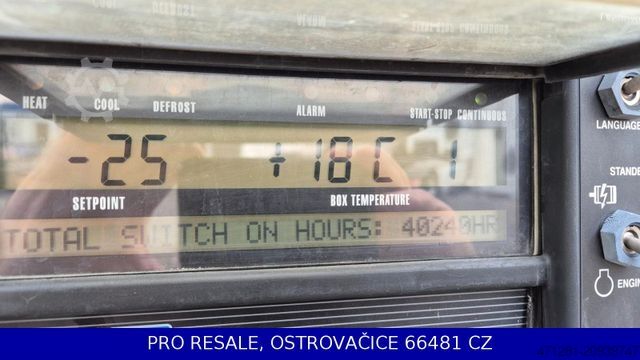 HEAT COOL DEFROST ALARM START-STOP CONTINUOUS
-25 +18C 1
SETPOINT BOX TEMPERATURE
TOTAL SWITCH ON HOURS: 40240HR
LANGUAGE
STANDB
ENGIN
PRO RESALE, OSTROVAČICE 66481 CZ